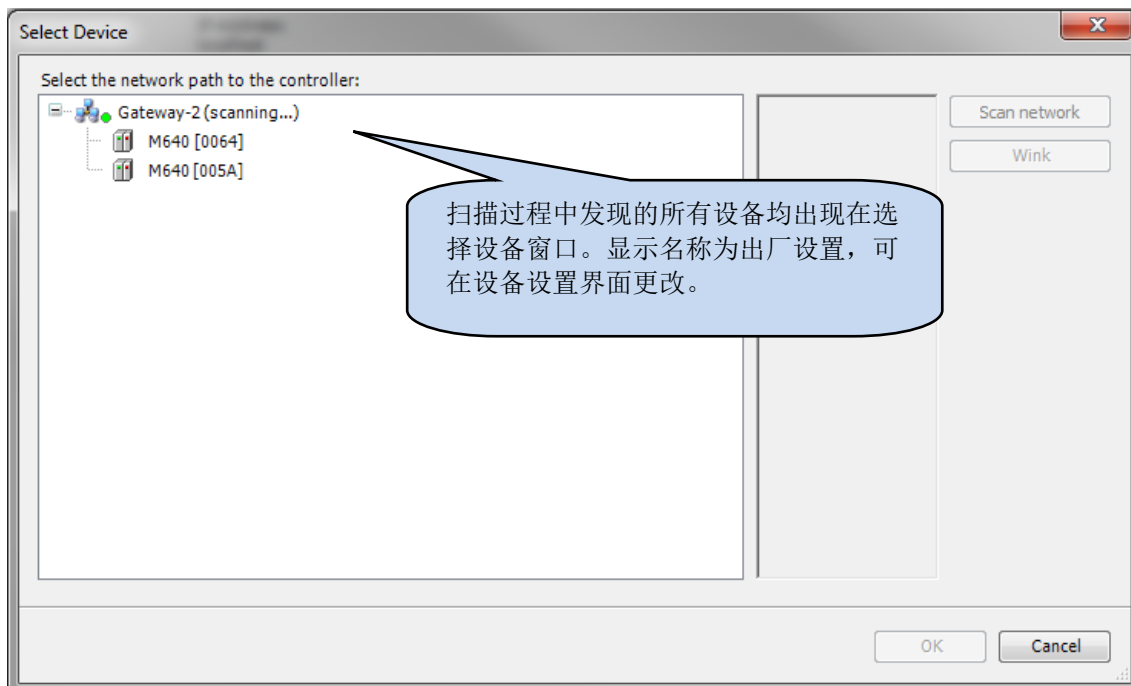 Select Device
Select the network path to the controller:
Gateway-2 (scanning...)
M640 [0064]
M640 [005A]
Scan network
Wink
扫描过程中发现的所有设备均出现在选
择设备窗口。显示名称为出厂设置，可
在设备设置界面更改。
OK
Cancel